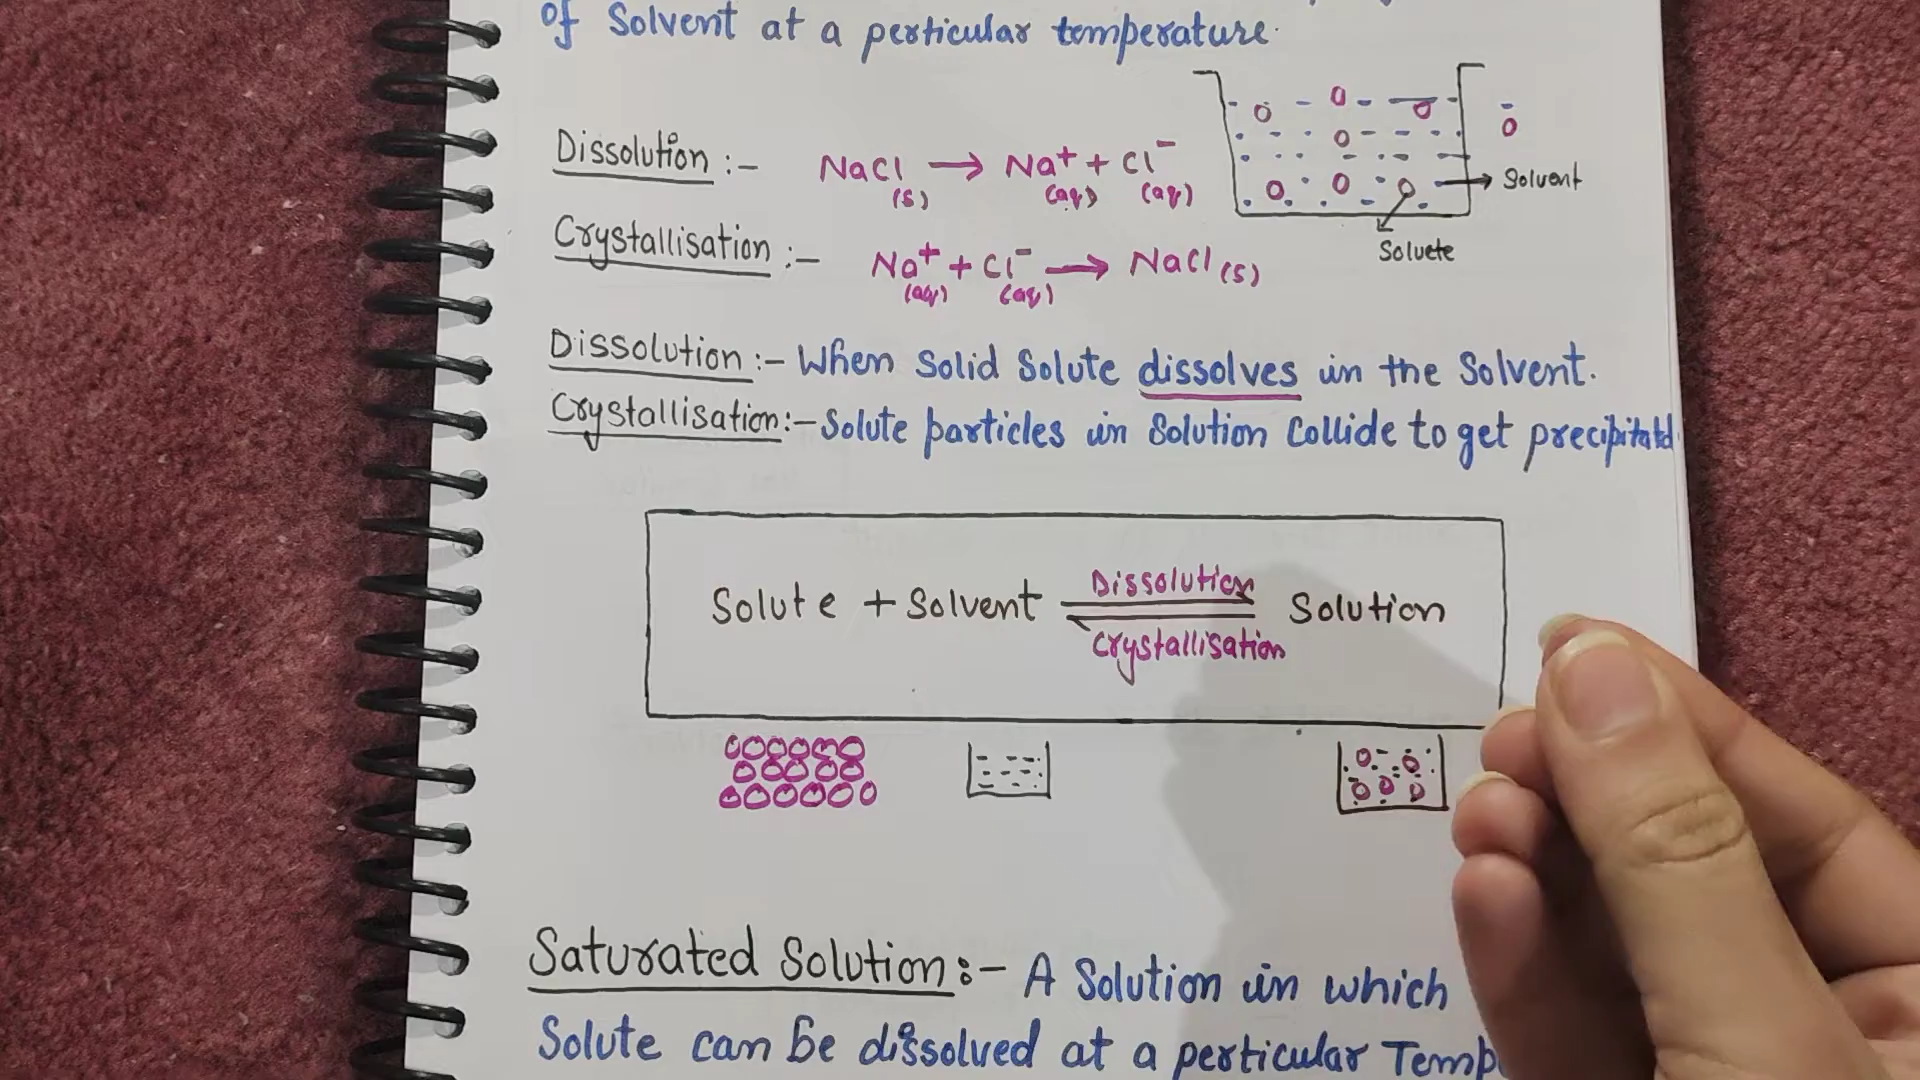 of Solvent at a perticular temperature.
Dissolution :- NaCl(s) → Na⁺(aq) + Cl⁻(aq)
Solvent
Soluete
Crystallisation :- Na⁺(aq) + Cl⁻(aq) → NaCl(s)
Dissolution :- When Solid Solute dissolves in the Solvent.
Crystallisation :- Solute particles in Solution Collide to get precipitatd
Dissolution
Solute + Solvent ⇌ Solution
Crystallisation
Saturated Solution :- A Solution in which
Solute can be dissolved at a perticular Temp